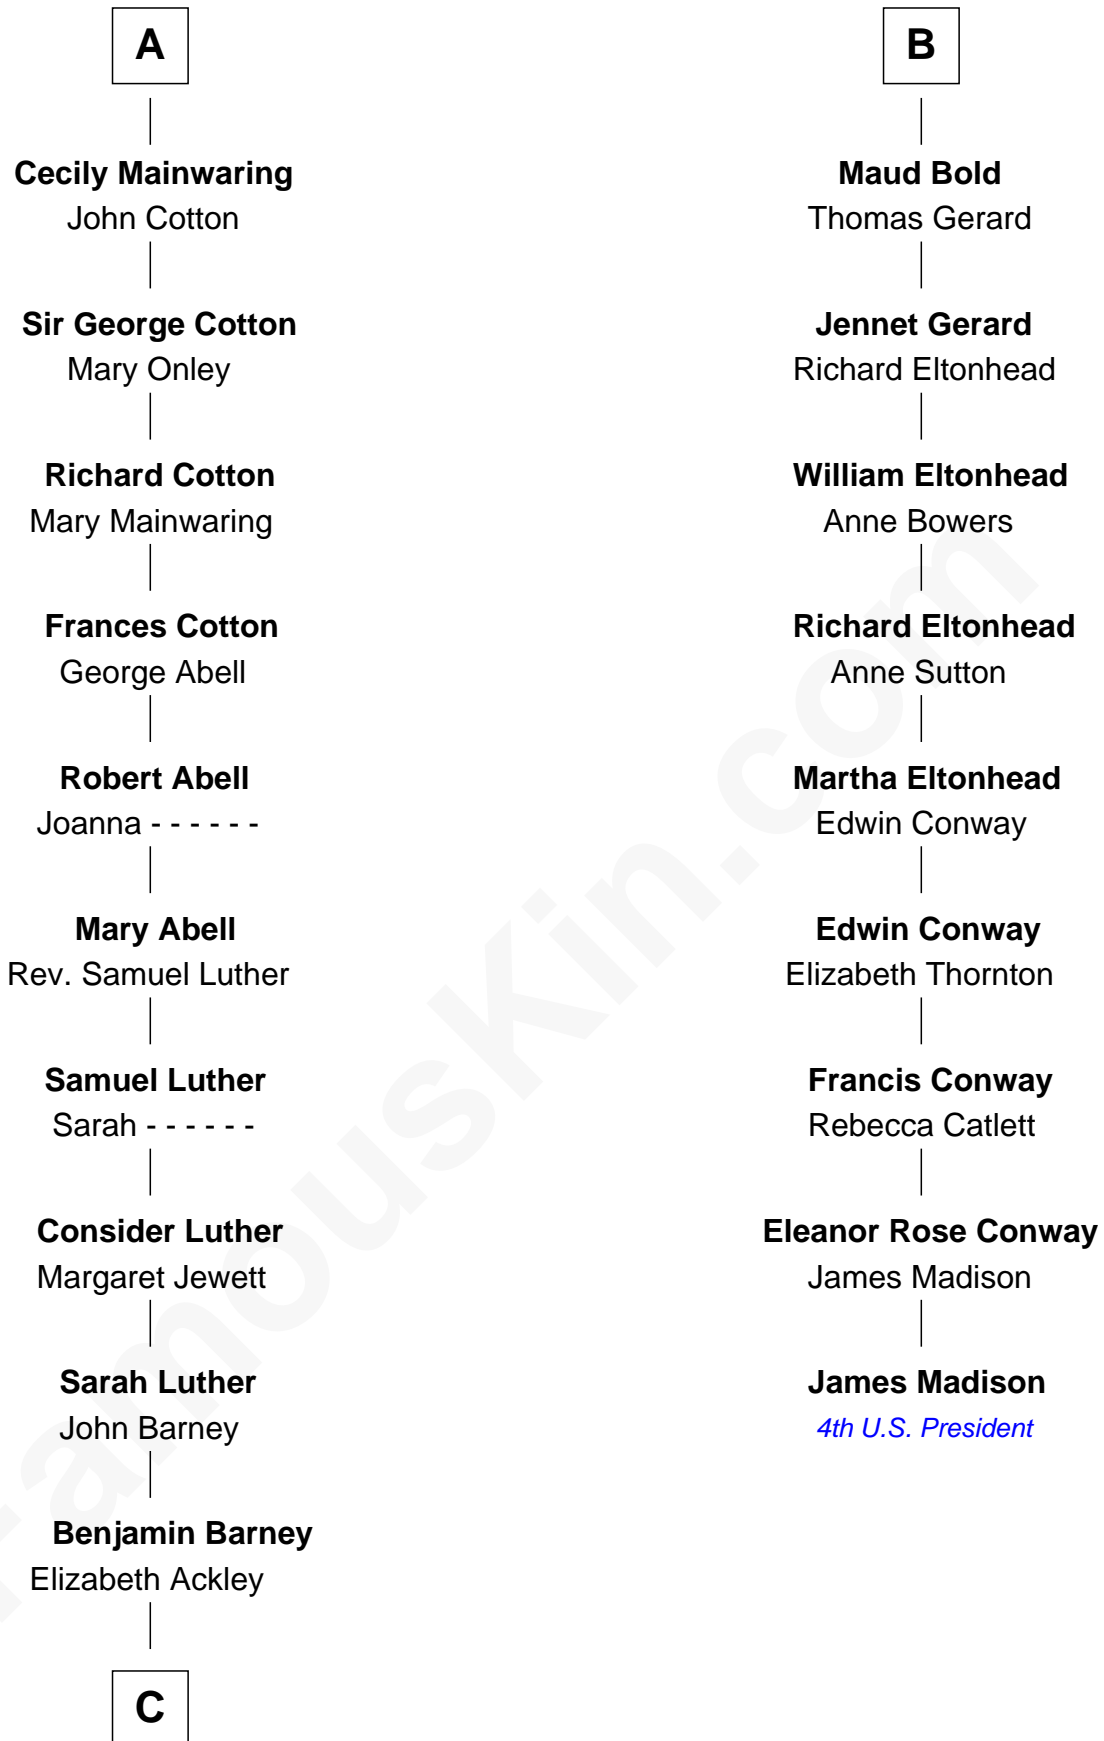 A
Cecily Mainwaring
John Cotton
Sir George Cotton
Mary Onley
Richard Cotton
Mary Mainwaring
Frances Cotton
George Abell
Robert Abell
Joanna - - - - - -
Mary Abell
Rev. Samuel Luther
Samuel Luther
Sarah - - - - - -
Consider Luther
Margaret Jewett
Sarah Luther
John Barney
Benjamin Barney
Elizabeth Ackley
C
B
Maud Bold
Thomas Gerard
Jennet Gerard
Richard Eltonhead
William Eltonhead
Anne Bowers
Richard Eltonhead
Anne Sutton
Martha Eltonhead
Edwin Conway
Edwin Conway
Elizabeth Thornton
Francis Conway
Rebecca Catlett
Eleanor Rose Conway
James Madison
James Madison
4th U.S. President
FamousKin.com